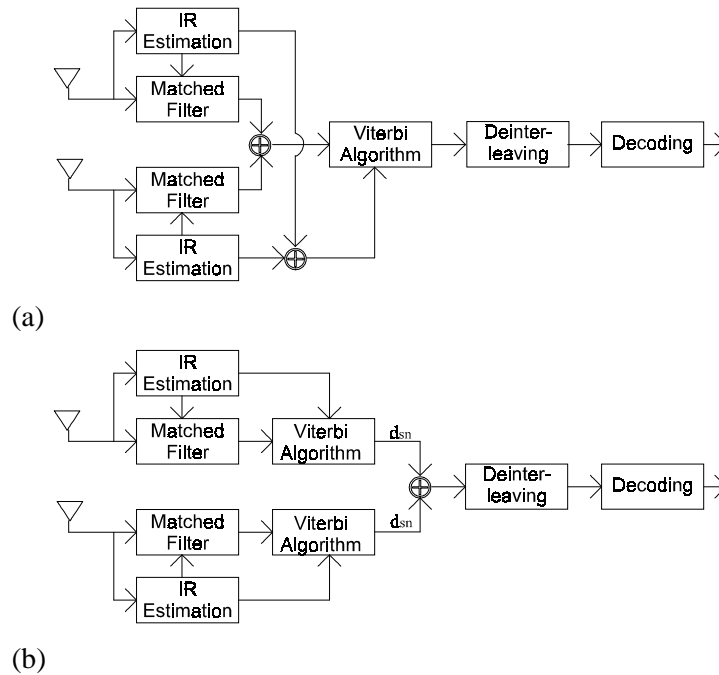 IR
Estimation
Matched
Filter
Viterbi
Algorithm
Deinter-
leaving
Decoding
Matched
Filter
IR
Estimation
(a)
IR
Estimation
Matched
Filter
Viterbi
Algorithm
dsn
Deinter-
leaving
Decoding
Matched
Filter
Viterbi
Algorithm
dsn
IR
Estimation
(b)